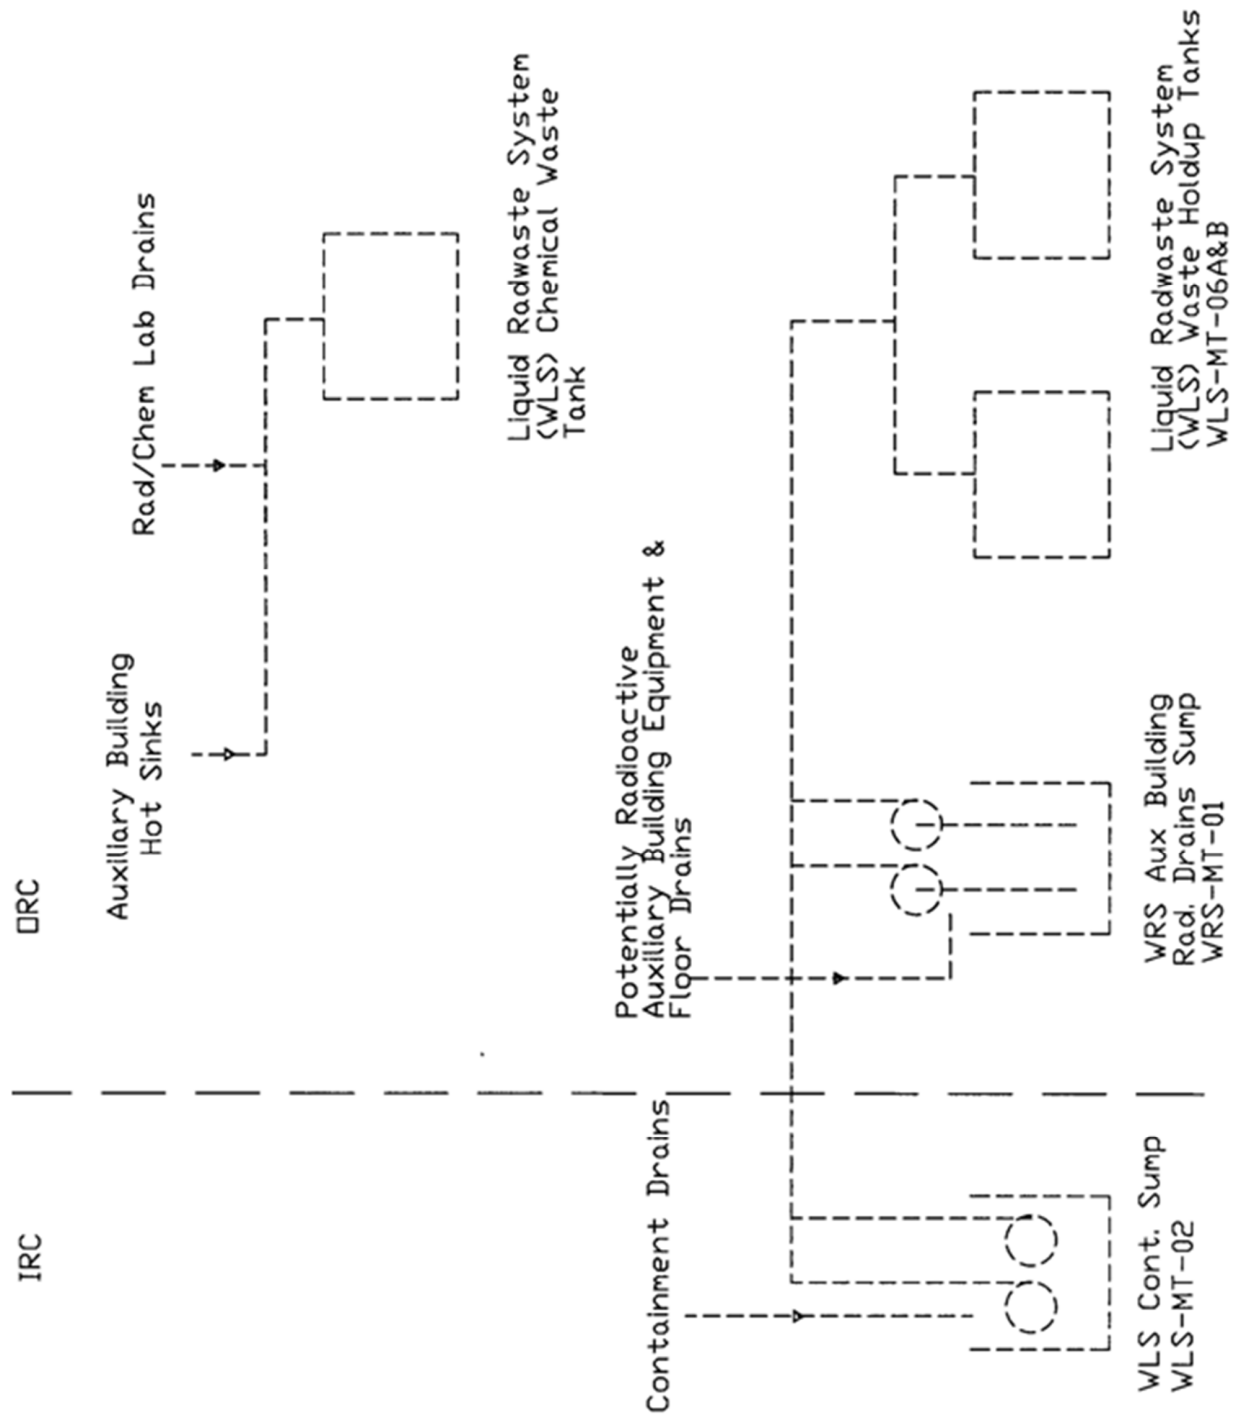 IRC
ORC
Auxiliary Building
Hot Sinks
Rad/Chem Lab Drains
Liquid Radwaste System
(WLS) Chemical Waste
Tank
Containment Drains
Potentially Radioactive
Auxiliary Building Equipment &
Floor Drains
WLS Cont. Sump
WLS-MT-02
WRS Aux Building
Rad. Drains Sump
WRS-MT-01
Liquid Radwaste System
(WLS) Waste Holdup Tanks
WLS-MT-06A&B